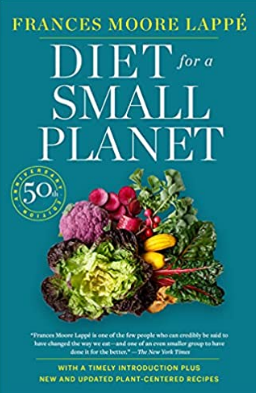 FRANCES MOORE LAPPÉ
DIET for a
SMALL
PLANET
ANNIVERSARY
50th
EDITION
"Frances Moore Lappé is one of the few people who can credibly be said to
have changed the way we eat—and one of an even smaller group to have
done it for the better." —The New York Times
WITH A TIMELY INTRODUCTION PLUS
NEW AND UPDATED PLANT-CENTERED RECIPES